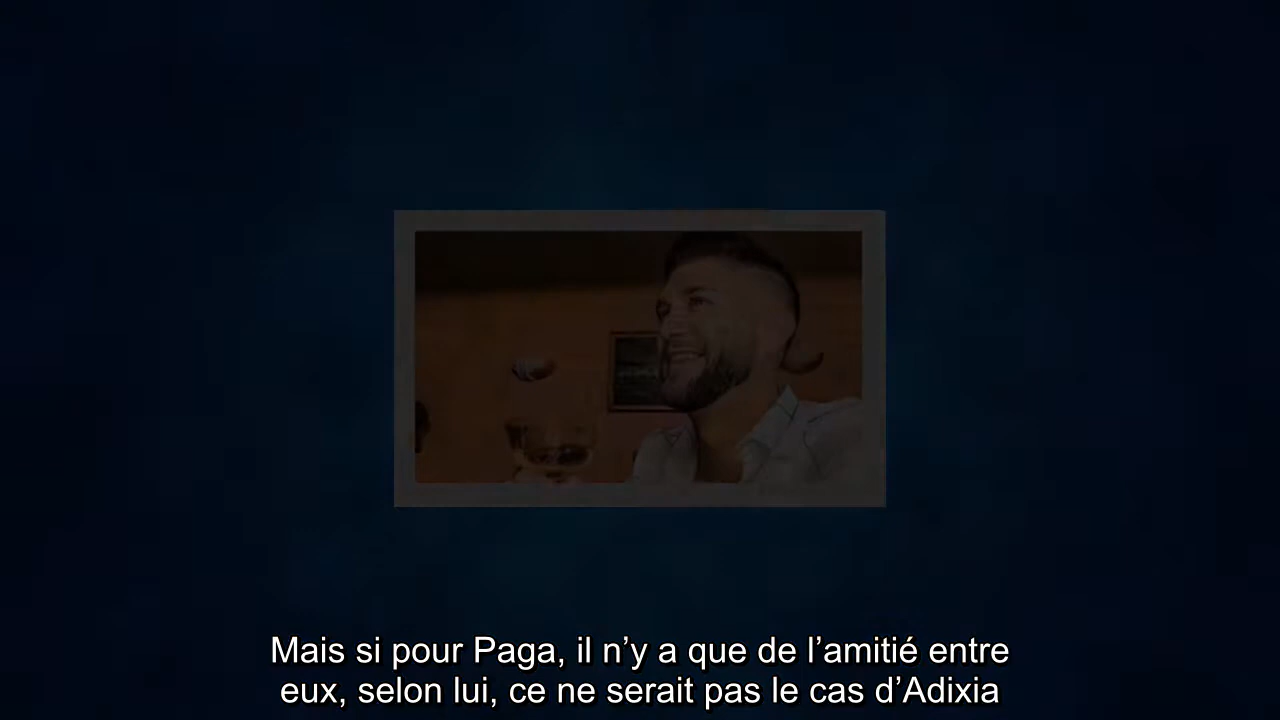 Mais si pour Paga, il n’y a que de l’amitié entre
eux, selon lui, ce ne serait pas le cas d’Adixia